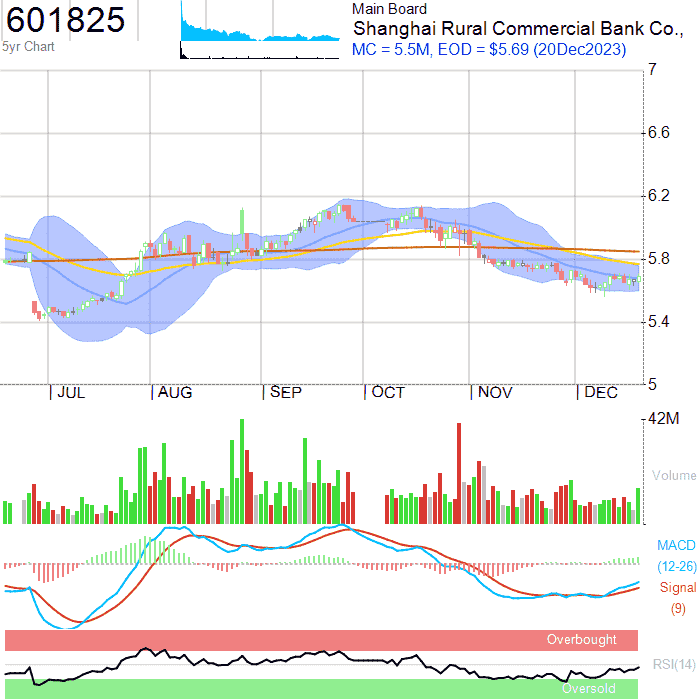 601825
5yr Chart
Main Board
Shanghai Rural Commercial Bank Co.,
MC = 5.5M, EOD = $5.69 (20Dec2023)
7
6.6
6.2
5.8
5.4
5
JUL AUG SEP OCT NOV DEC
42M
Volume
MACD
(12-26)
Signal
(9)
Overbought
RSI(14)
Oversold